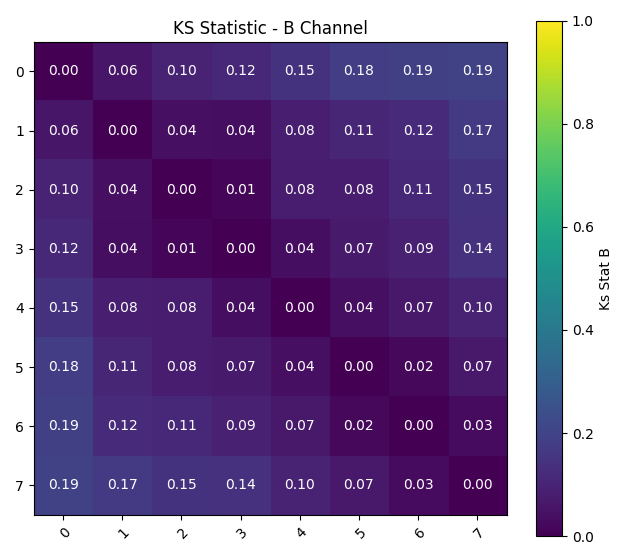 KS Statistic - B Channel
0 0.00 0.06 0.10 0.12 0.15 0.18 0.19 0.19
1 0.06 0.00 0.04 0.04 0.08 0.11 0.12 0.17
2 0.10 0.04 0.00 0.01 0.08 0.08 0.11 0.15
3 0.12 0.04 0.01 0.00 0.04 0.07 0.09 0.14
4 0.15 0.08 0.08 0.04 0.00 0.04 0.07 0.10
5 0.18 0.11 0.08 0.07 0.04 0.00 0.02 0.07
6 0.19 0.12 0.11 0.09 0.07 0.02 0.00 0.03
7 0.19 0.17 0.15 0.14 0.10 0.07 0.03 0.00
0 1 2 3 4 5 6 7
1.0
0.8
0.6
0.4
0.2
0.0
Ks Stat B